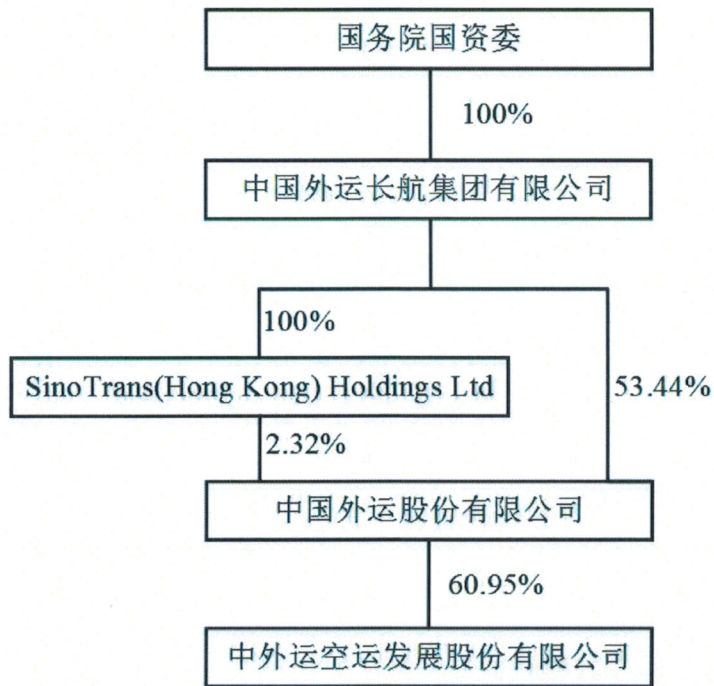 国务院国资委
100%
中国外运长航集团有限公司
100%
SinoTrans(Hong Kong) Holdings Ltd
53.44%
2.32%
中国外运股份有限公司
60.95%
中外运空运发展股份有限公司